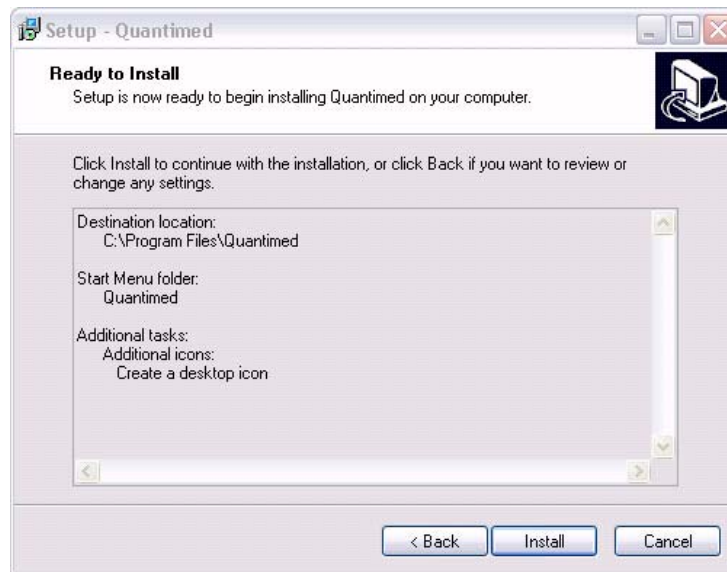 Setup - Quantimed
Ready to Install
Setup is now ready to begin installing Quantimed on your computer.
Click Install to continue with the installation, or click Back if you want to review or
change any settings.
Destination location:
C:\Program Files\Quantimed
Start Menu folder:
Quantimed
Additional tasks:
Additional icons:
Create a desktop icon
< Back
Install
Cancel